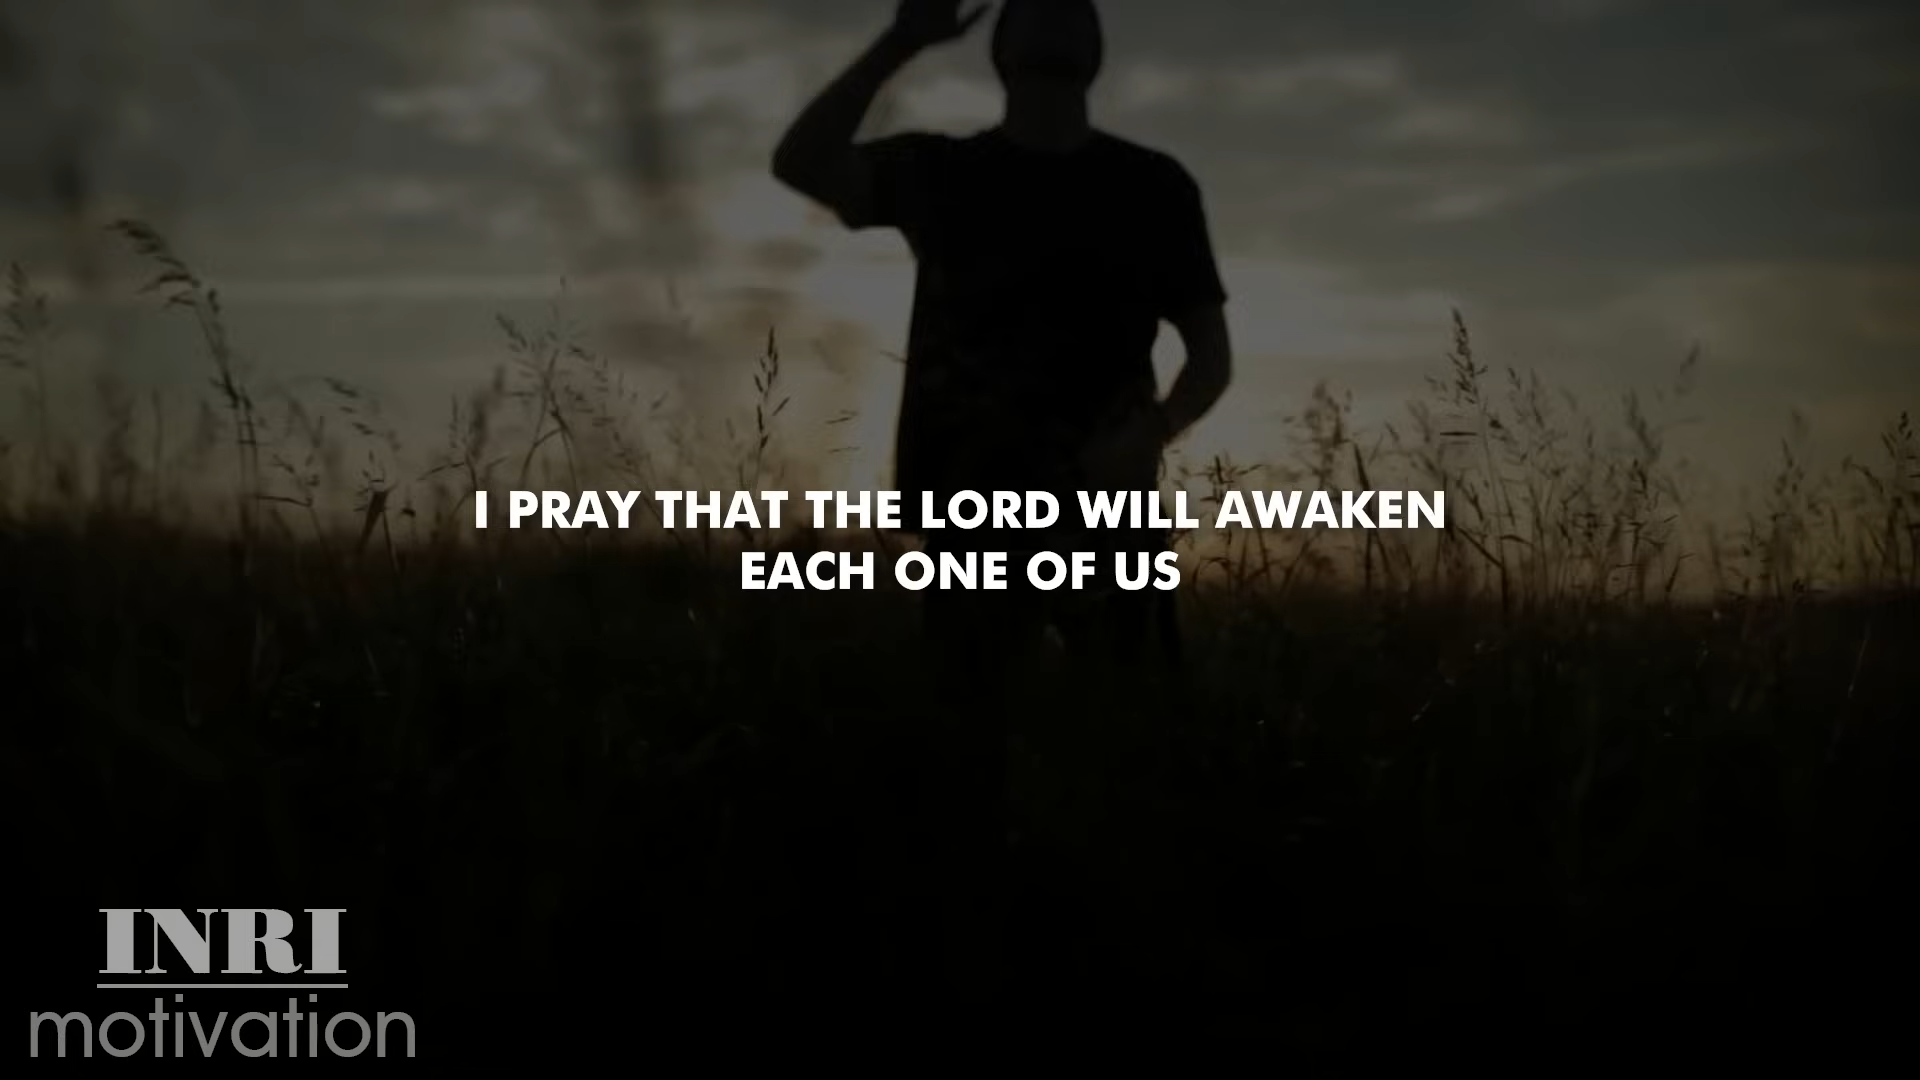 I PRAY THAT THE LORD WILL AWAKEN
EACH ONE OF US
INRI
motivation